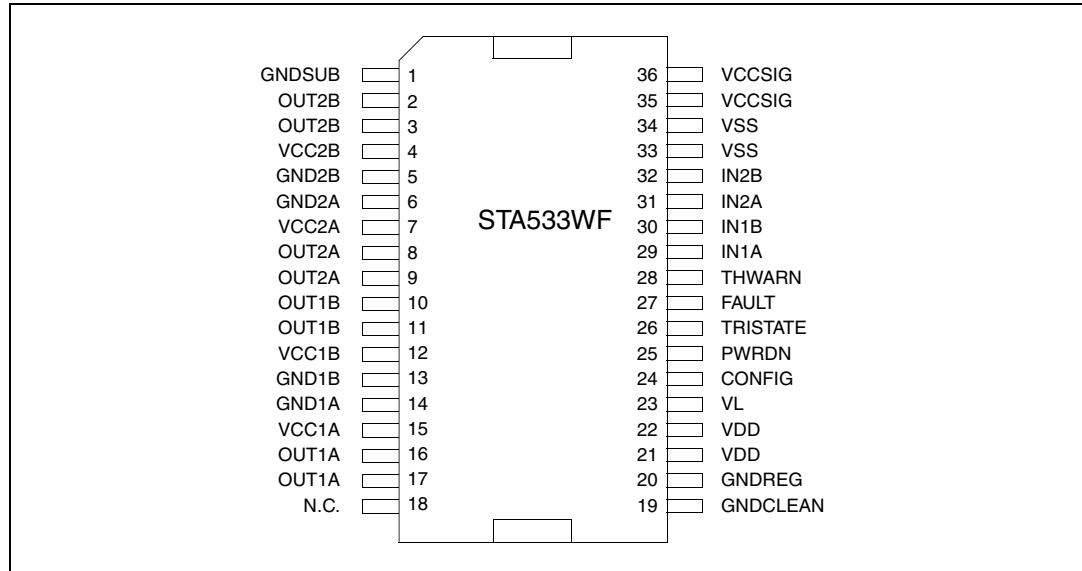 GNDSUB 1 36 VCCSIG
OUT2B 2 35 VCCSIG
OUT2B 3 34 VSS
VCC2B 4 33 VSS
GND2B 5 32 IN2B
GND2A 6 31 IN2A
STA533WF
VCC2A 7 30 IN1B
OUT2A 8 29 IN1A
OUT2A 9 28 THWARN
OUT1B 10 27 FAULT
OUT1B 11 26 TRISTATE
VCC1B 12 25 PWRDN
GND1B 13 24 CONFIG
GND1A 14 23 VL
VCC1A 15 22 VDD
OUT1A 16 21 VDD
OUT1A 17 20 GNDREG
N.C. 18 19 GNDCLEAN